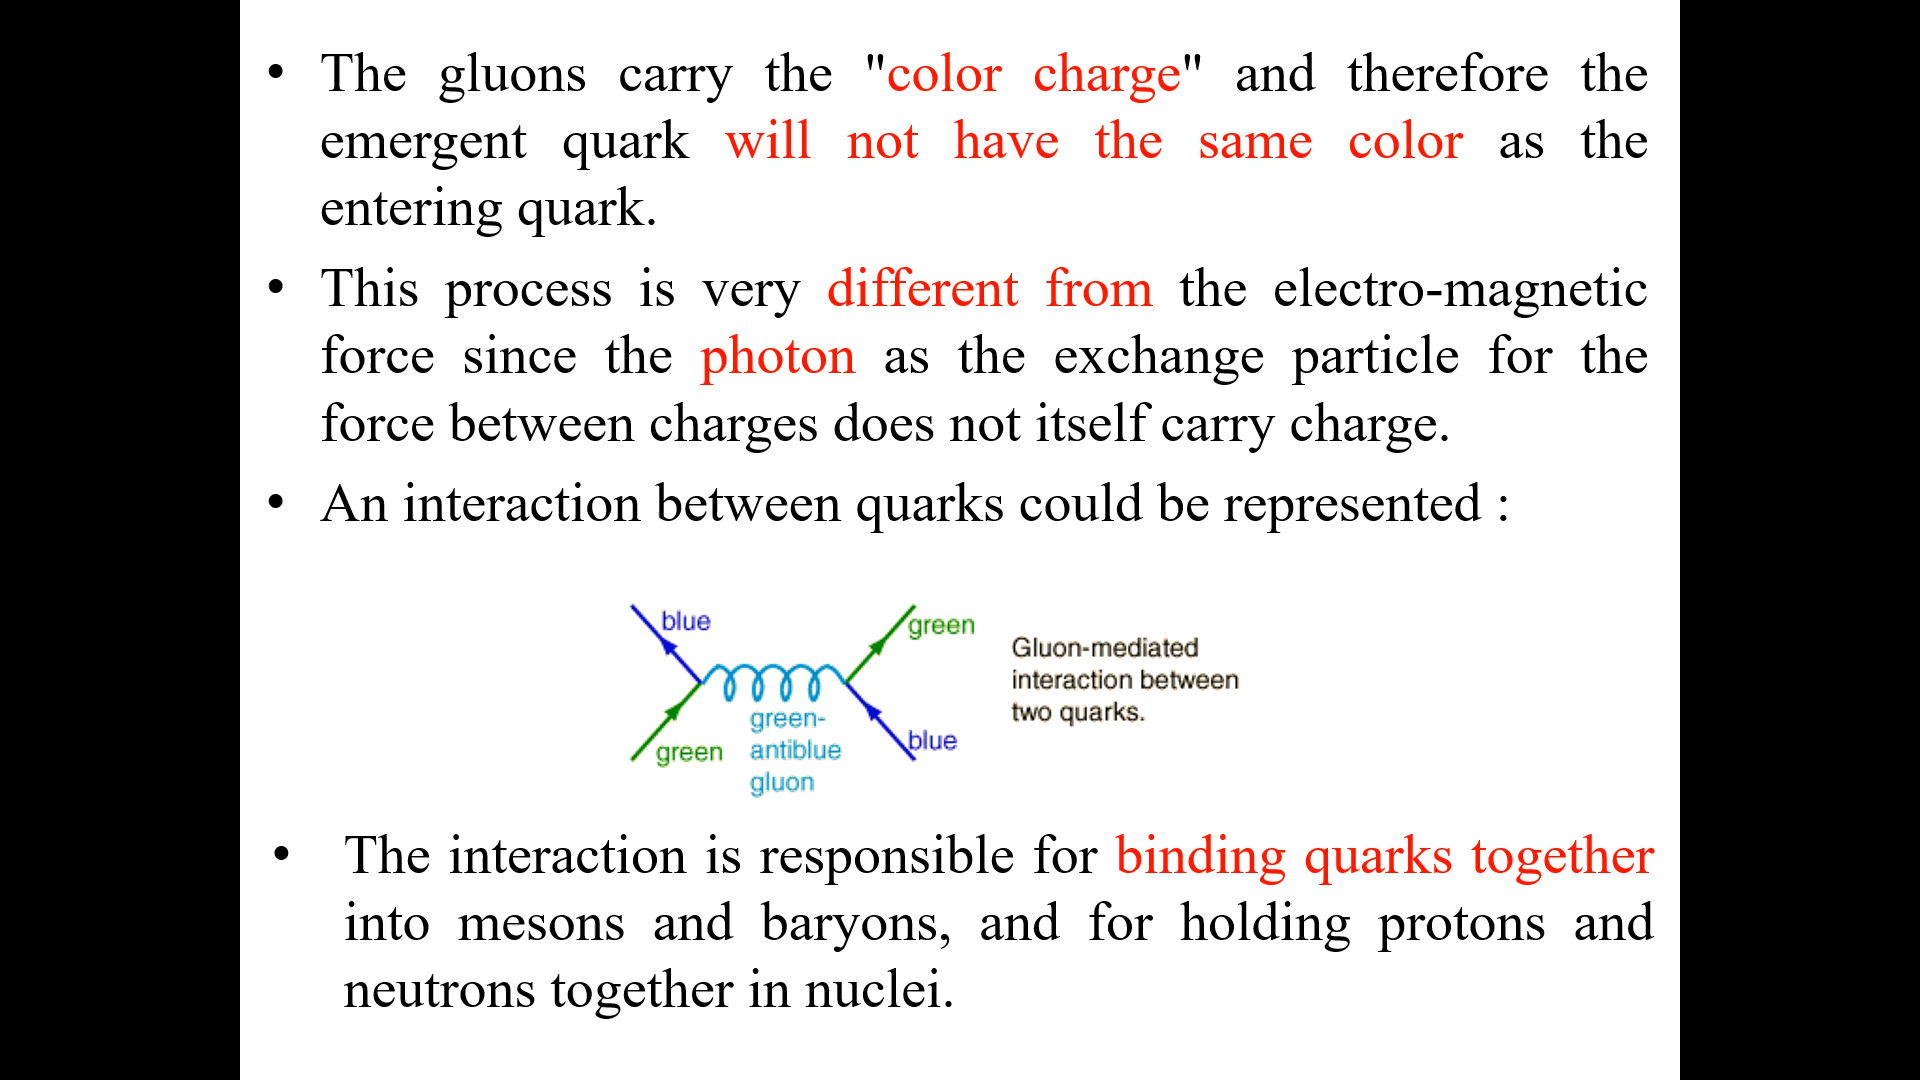 • The gluons carry the "color charge" and therefore the
emergent quark will not have the same color as the
entering quark.
• This process is very different from the electro-magnetic
force since the photon as the exchange particle for the
force between charges does not itself carry charge.
• An interaction between quarks could be represented :
blue
green
green
blue
green-
antiblue
gluon
Gluon-mediated
interaction between
two quarks.
• The interaction is responsible for binding quarks together
into mesons and baryons, and for holding protons and
neutrons together in nuclei.